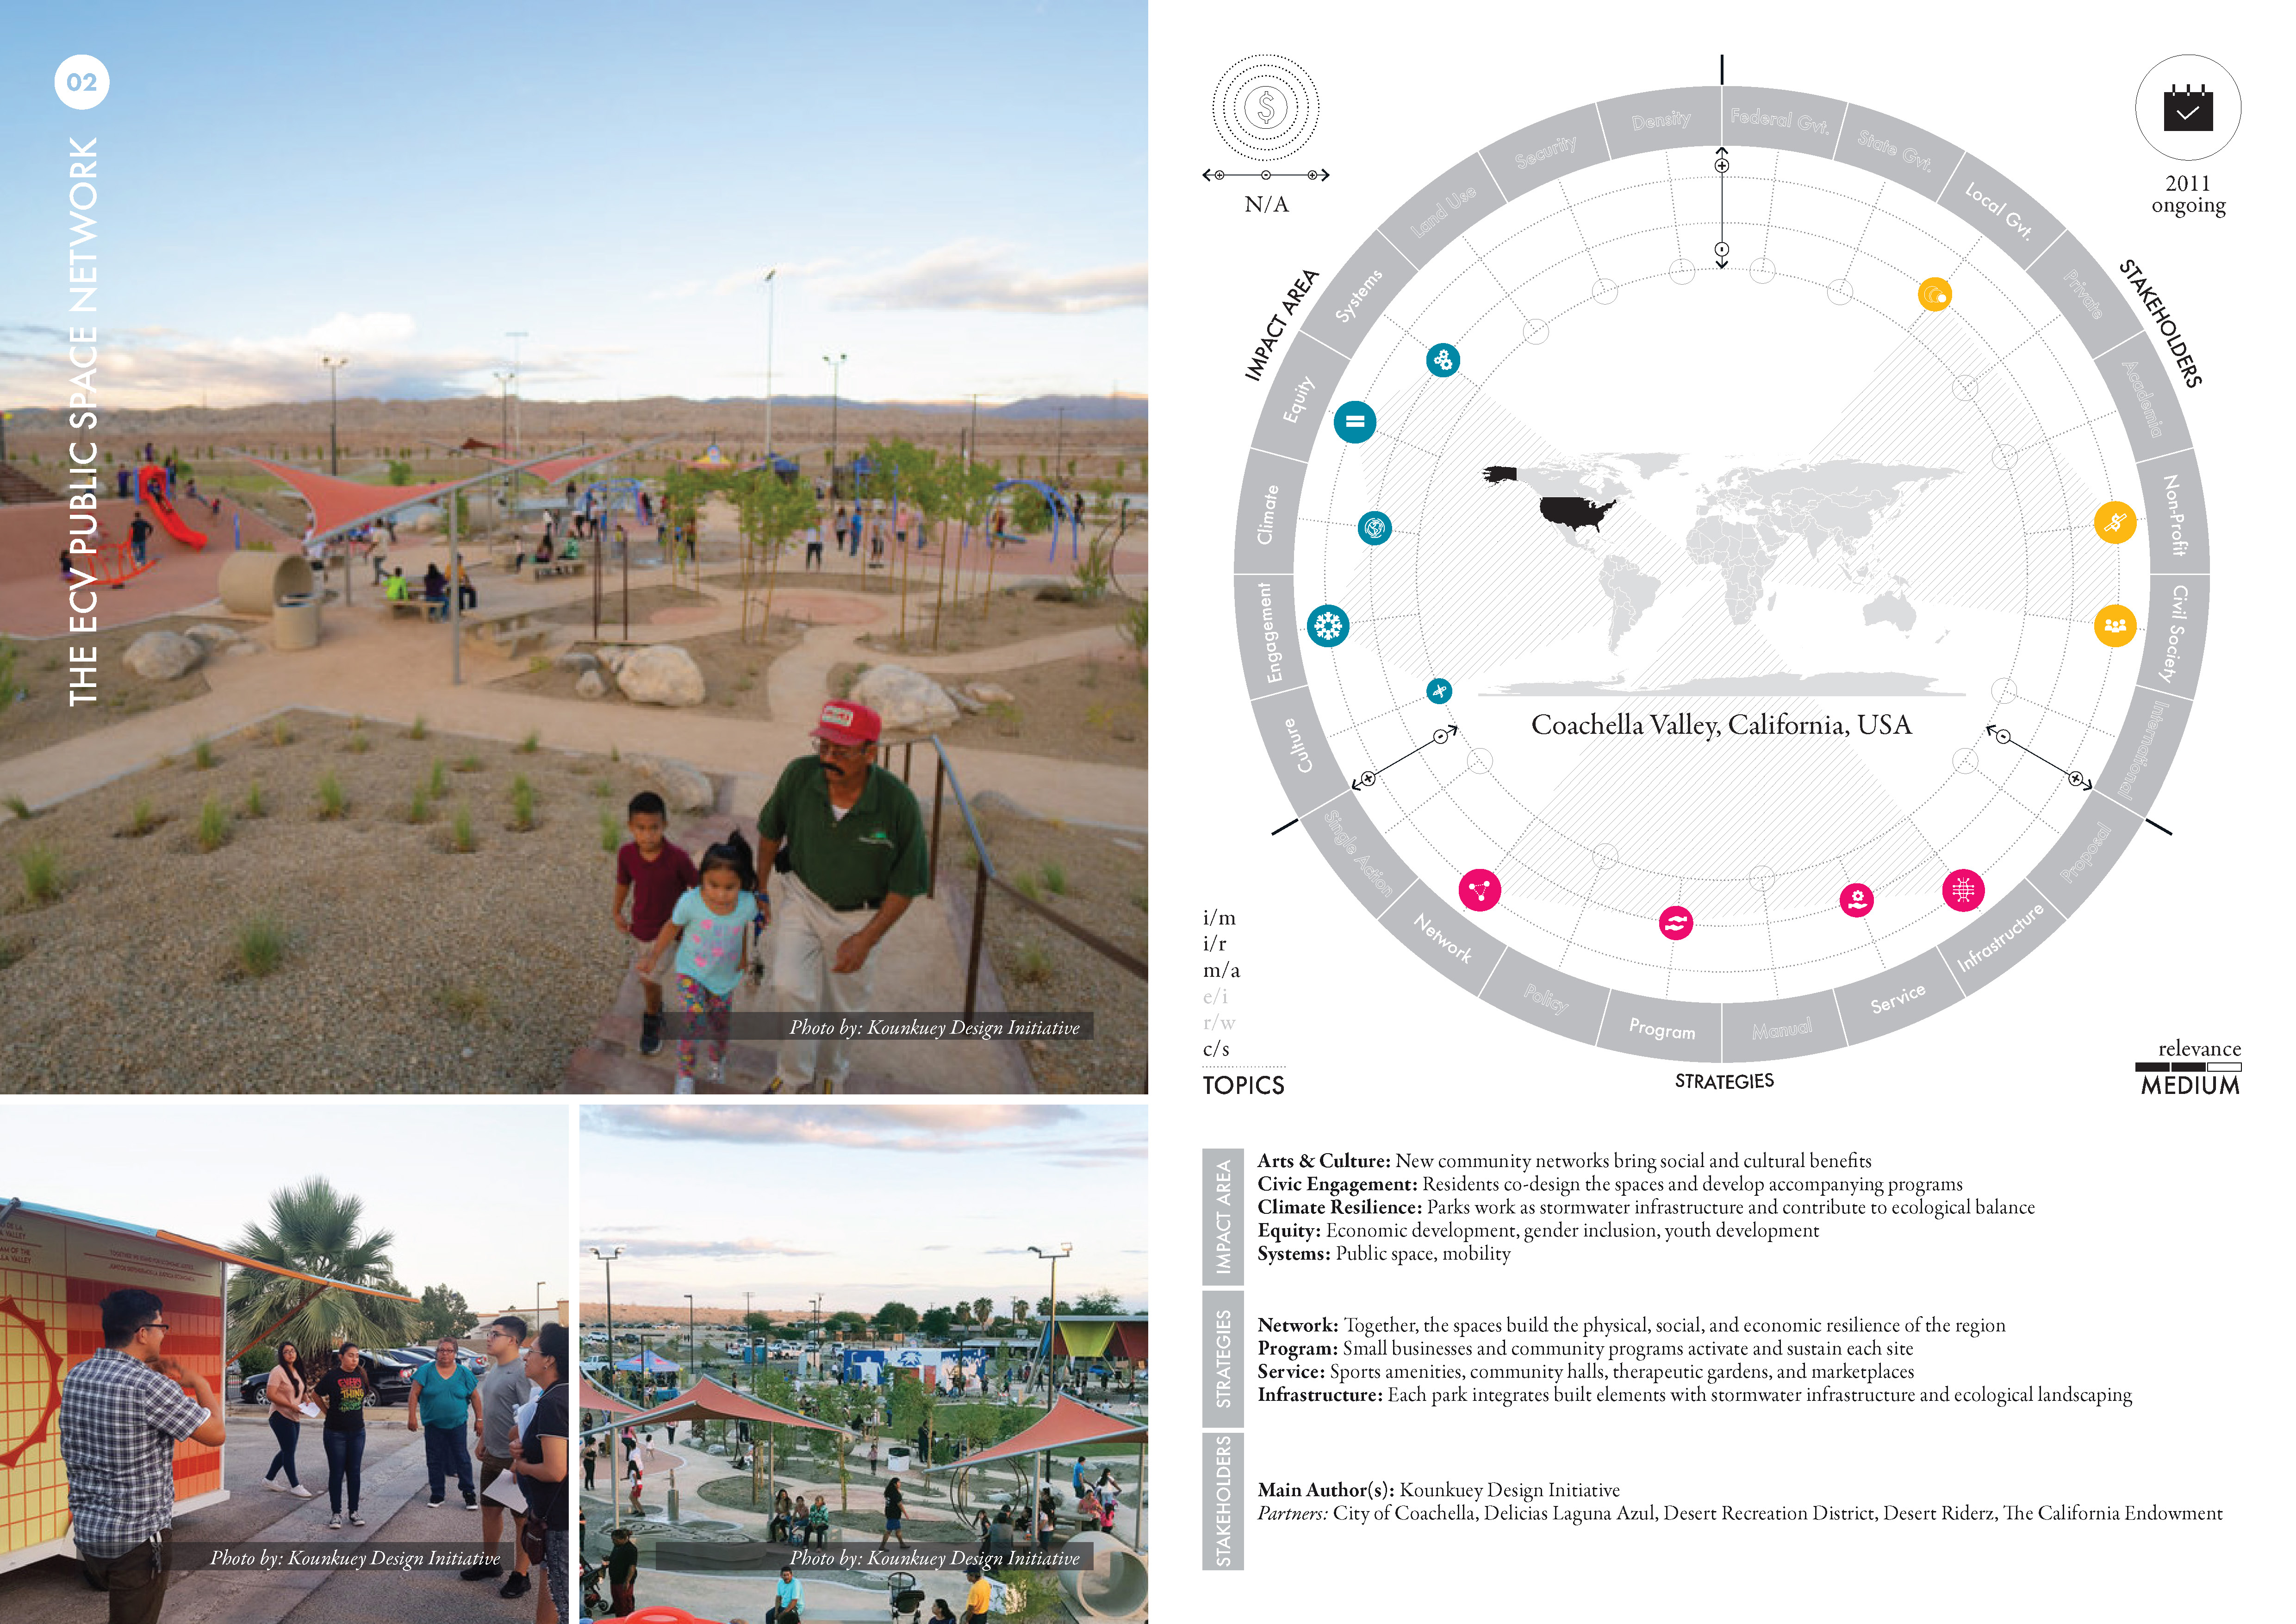 02
THE ECV PUBLIC SPACE NETWORK
Photo by: Kounkuey Design Initiative
EVERY
THING
Photo by: Kounkuey Design Initiative
Photo by: Kounkuey Design Initiative
$
N/A
2011
ongoing
IMPACT AREA
Culture
Engagement
Climate
Equity
Systems
Land Use
Security
Density
STAKEHOLDERS
Federal Gvt.
State Gvt.
Local Gvt.
Private
Academia
Non-Profit
Civil Society
International
Proposal
Infrastructure
Service
Manual
Program
Policy
Network
Single Action
STRATEGIES
Coachella Valley, California, USA
i/m
i/r
m/a
e/i
r/w
c/s
TOPICS
relevance
MEDIUM
IMPACT AREA
Arts & Culture: New community networks bring social and cultural benefits
Civic Engagement: Residents co-design the spaces and develop accompanying programs
Climate Resilience: Parks work as stormwater infrastructure and contribute to ecological balance
Equity: Economic development, gender inclusion, youth development
Systems: Public space, mobility
STRATEGIES
Network: Together, the spaces build the physical, social, and economic resilience of the region
Program: Small businesses and community programs activate and sustain each site
Service: Sports amenities, community halls, therapeutic gardens, and marketplaces
Infrastructure: Each park integrates built elements with stormwater infrastructure and ecological landscaping
STAKEHOLDERS
Main Author(s): Kounkuey Design Initiative
Partners: City of Coachella, Delicias Laguna Azul, Desert Recreation District, Desert Riderz, The California Endowment